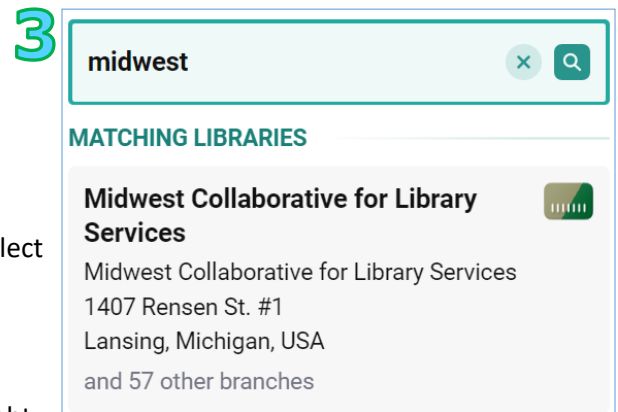 3
midwest
MATCHING LIBRARIES
Midwest Collaborative for Library
Services
lect
Midwest Collaborative for Library Services
1407 Rensen St. #1
Lansing, Michigan, USA
and 57 other branches